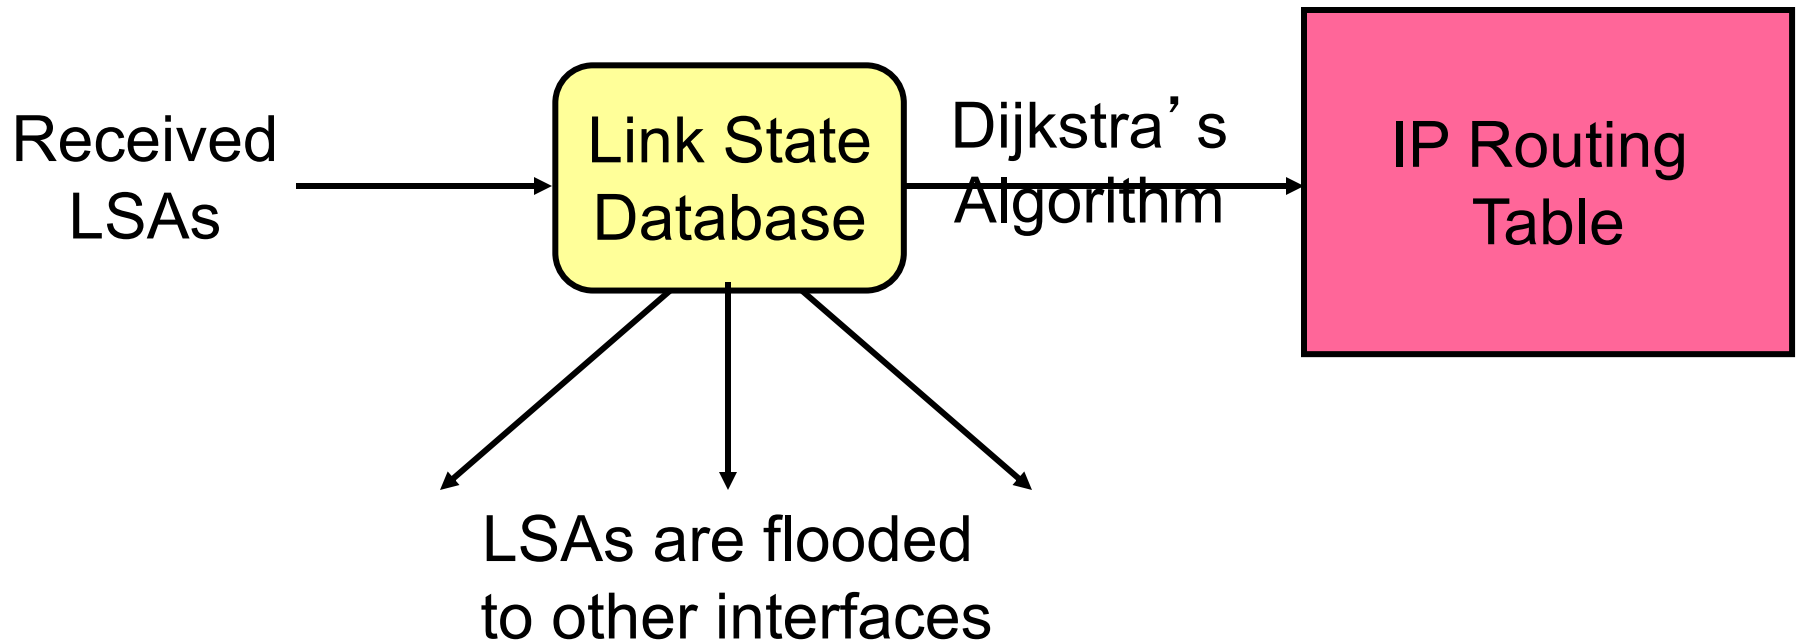 Received
LSAs
Link State
Database
Dijkstra’s
Algorithm
IP Routing
Table
LSAs are flooded
to other interfaces